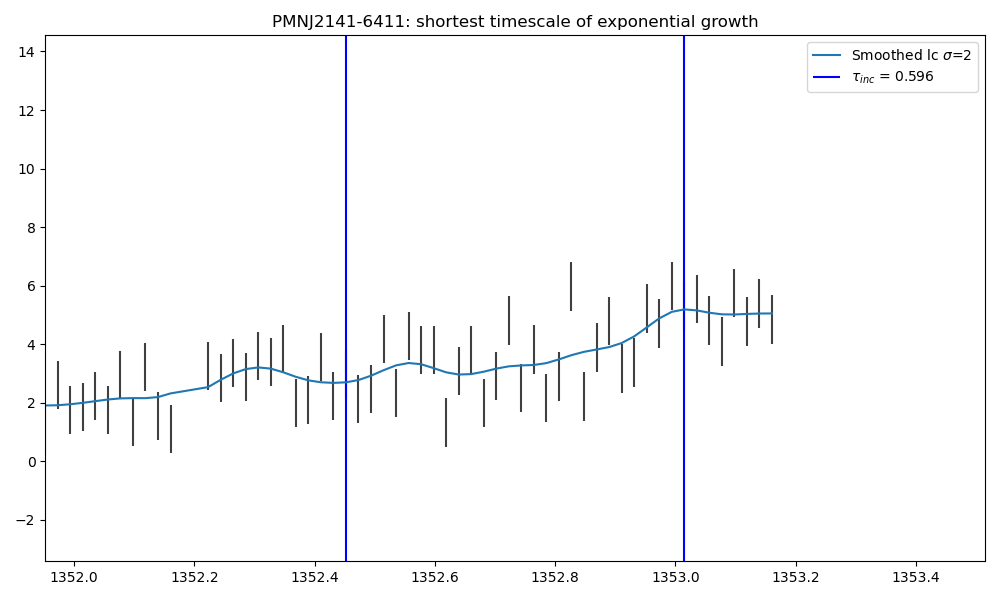 PMNJ2141-6411: shortest timescale of exponential growth
Smoothed lc σ=2
τ_inc = 0.596
14
12
10
8
6
4
2
0
−2
1352.0 1352.2 1352.4 1352.6 1352.8 1353.0 1353.2 1353.4